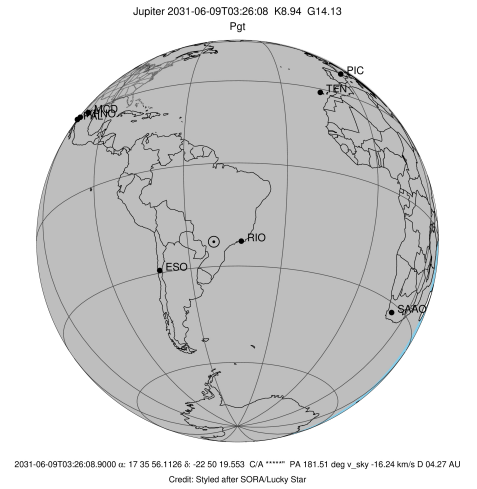 Jupiter 2031-06-09T03:26:08 K8.94 G14.13
Pgt
PIC
TEN
MCD
RIO
ESO
SAAO
2031-06-09T03:26:08.9000 α: 17 35 56.1126 δ: -22 50 19.553 C/A *****" PA 181.51 deg v_sky -16.24 km/s D 04.27 AU
Credit: Styled after SORA/Lucky Star